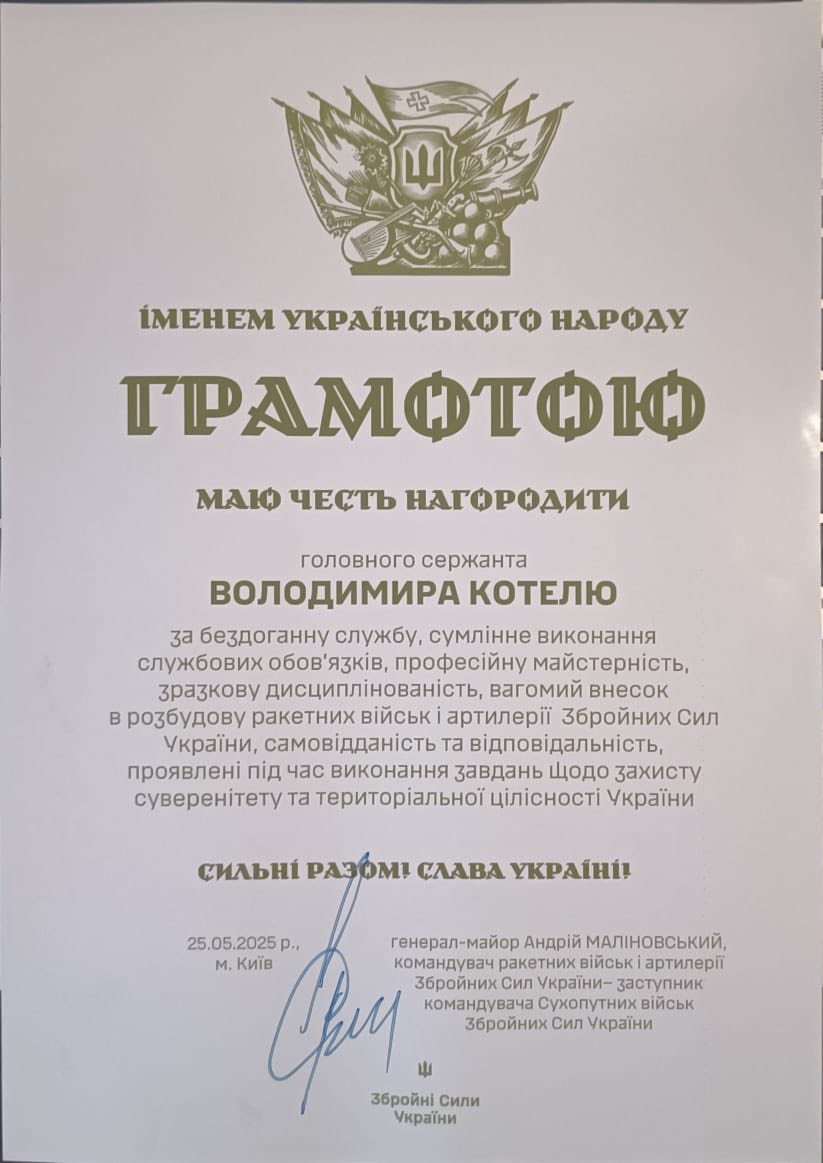 ІМЕНЕМ УКРАЇНСЬКОГО НАРОДУ
ГРАМОТОЮ
МАЮ ЧЕСТЬ НАГОРОДИТИ
головного сержанта
ВОЛОДИМИРА КОТЕЛЮ
за бездоганну службу, сумлінне виконання
службових обов'язків, професійну майстерність,
зразкову дисциплінованість, вагомий внесок
в розбудову ракетних військ і артилерії Збройних Сил
України, самовідданість та відповідальність,
проявлені під час виконання завдань щодо захисту
суверенітету та територіальної цілісності України
СИЛЬНІ РАЗОМ! СЛАВА УКРАЇНІ!
25.05.2025 р.,
м. Київ
генерал-майор Андрій МАЛІНОВСЬКИЙ,
командувач ракетних військ і артилерії
Збройних Сил України– заступник
командувача Сухопутних військ
Збройних Сил України
Збройні Сили
України